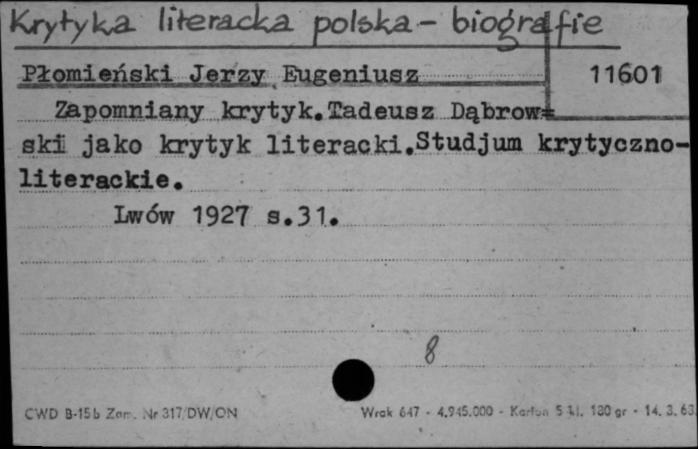 Krytyka literacka polska - biografie
Płomieński Jerzy Eugeniusz
11601
Zapomniany krytyk.Tadeusz Dąbrow=
ski jako krytyk literacki.Studjum krytyczno-
literackie.
Lwów 1927 s.31.
8
CWD B-15b Zam. Nr 317/DW/ON
Wrak 647 - 4.945.000 - Karton 5 kl. 180 gr - 14. 3. 63